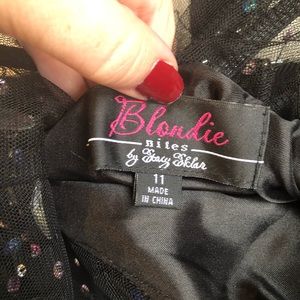 Blondie
Nites
by Stacy Sklar
11
MADE
IN CHINA